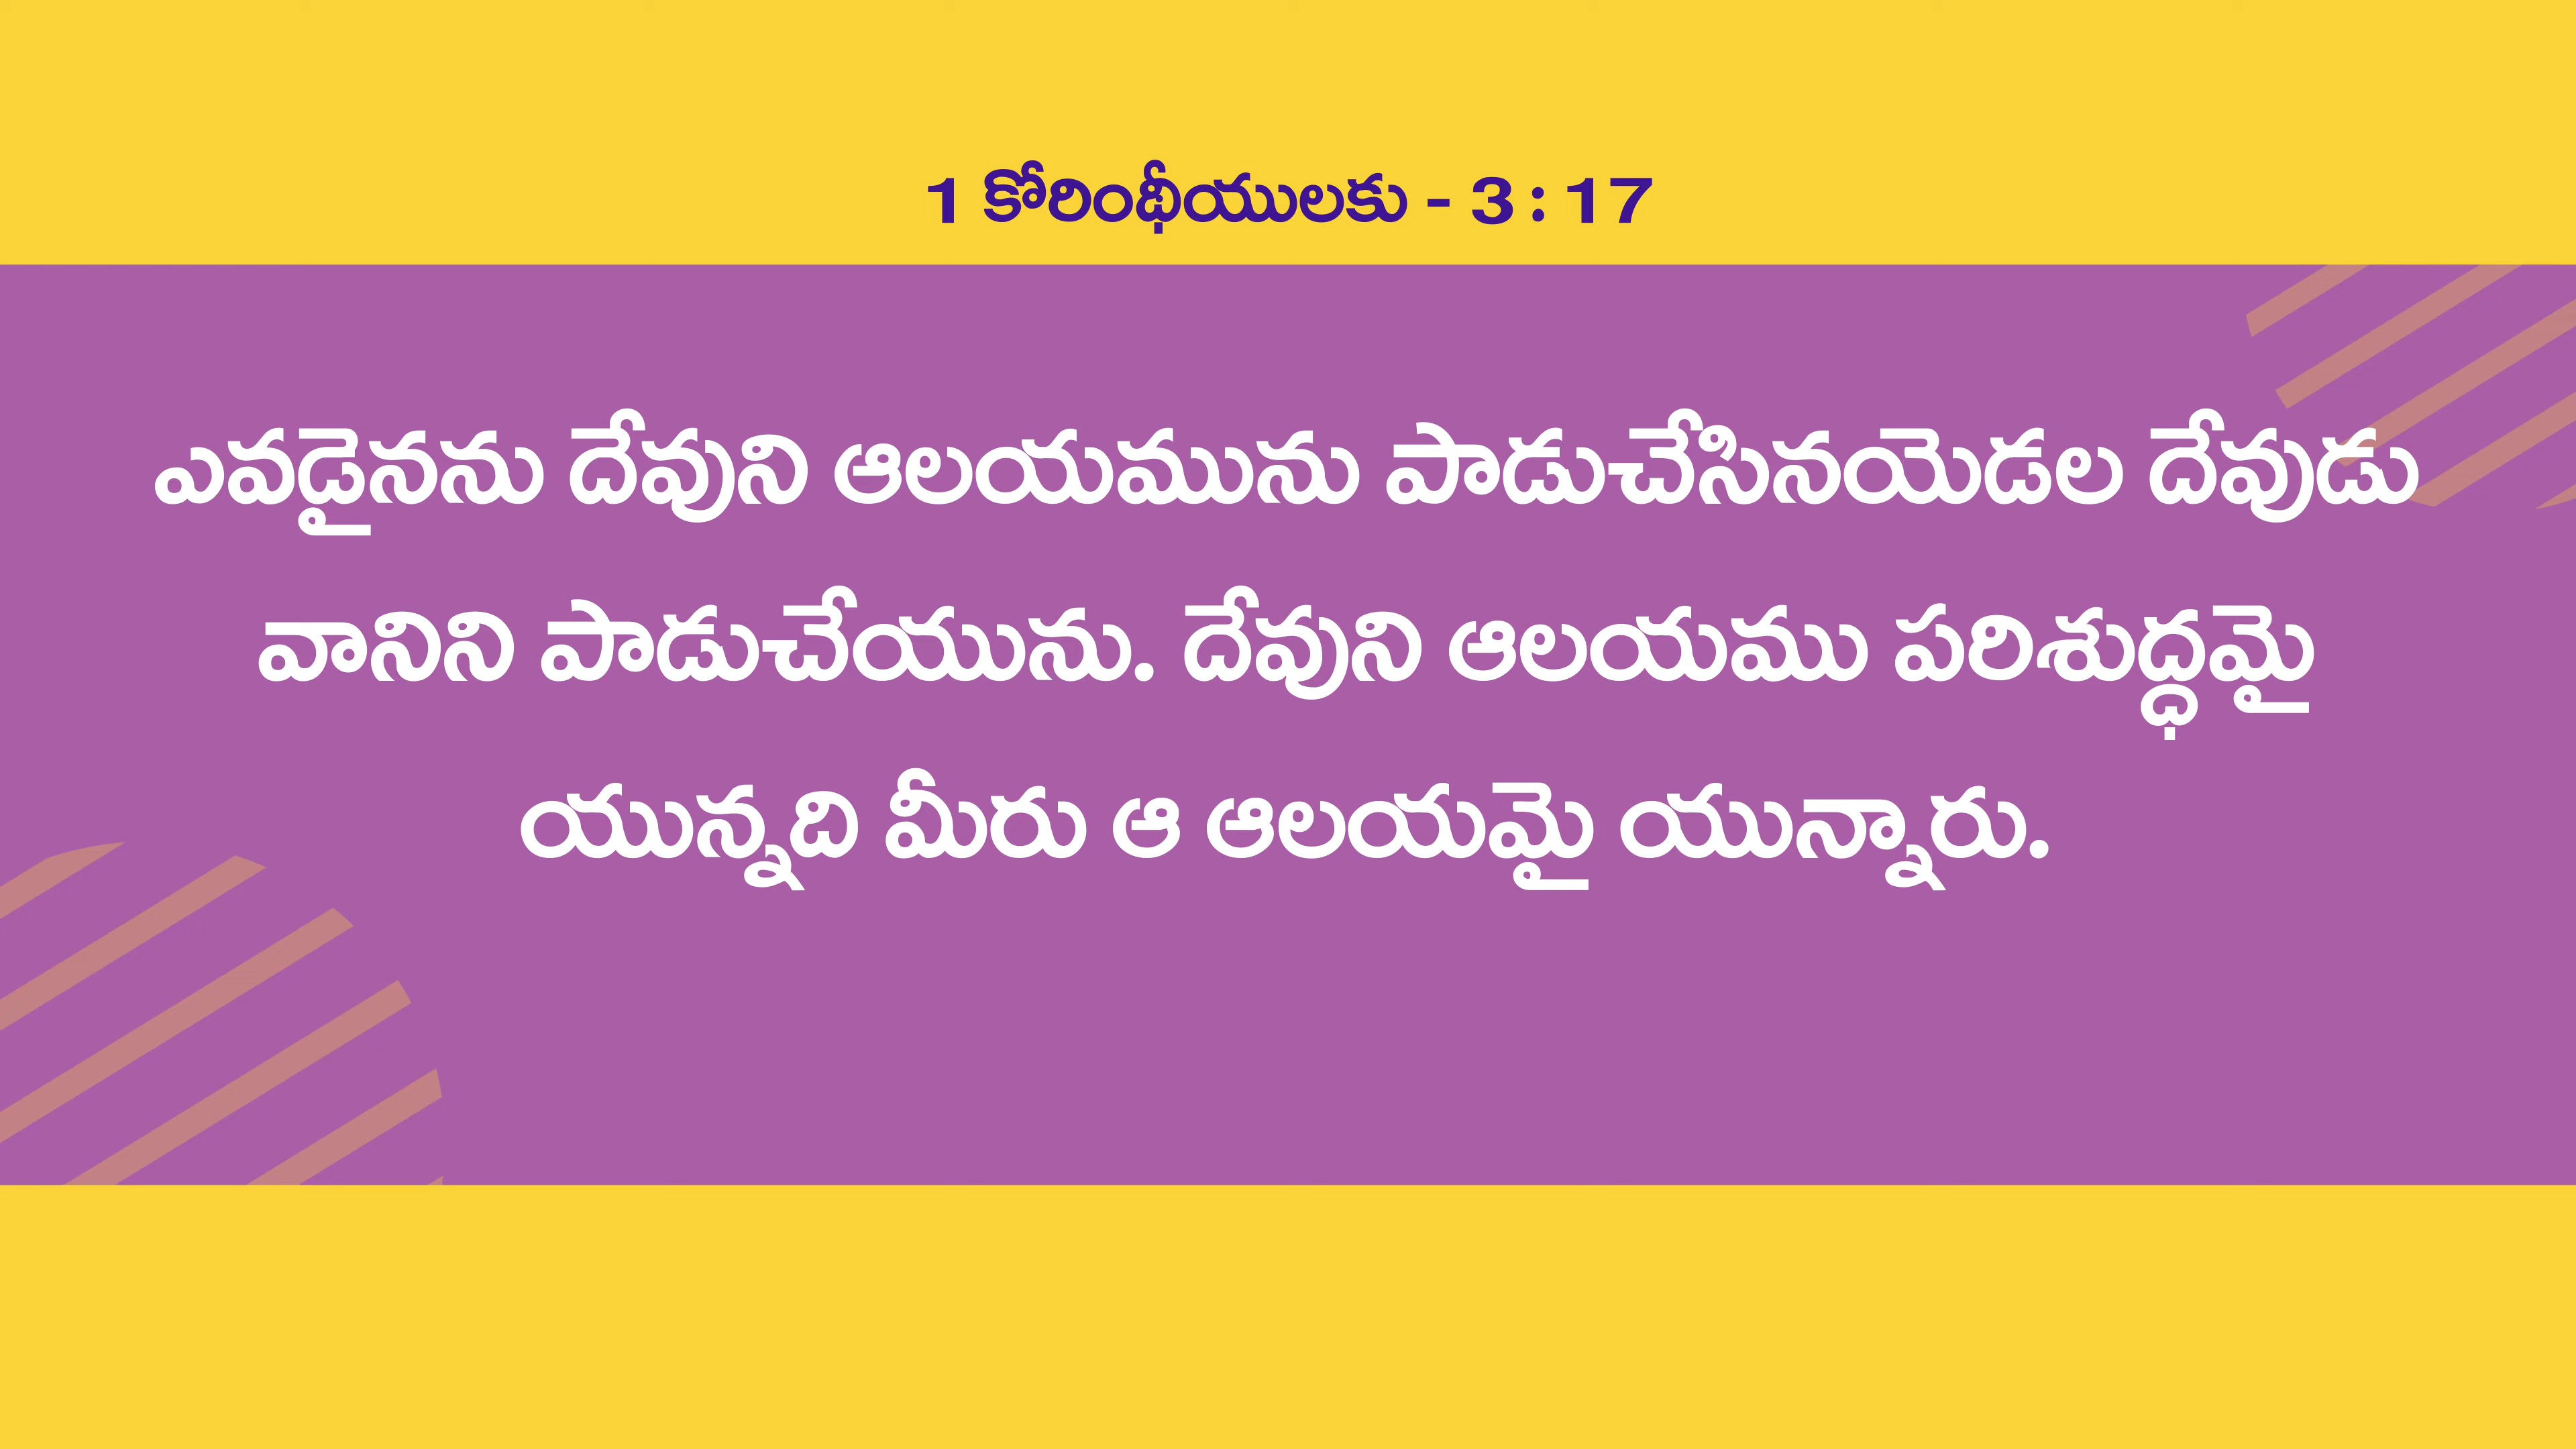 1 కోరింథీయులకు - 3 : 17
ఎవడైనను దేవుని ఆలయమును పాడుచేసినయెడల దేవుడు
వానిని పాడుచేయును. దేవుని ఆలయము పరిశుద్ధమై
యున్నది మీరు ఆ ఆలయమై యున్నారు.